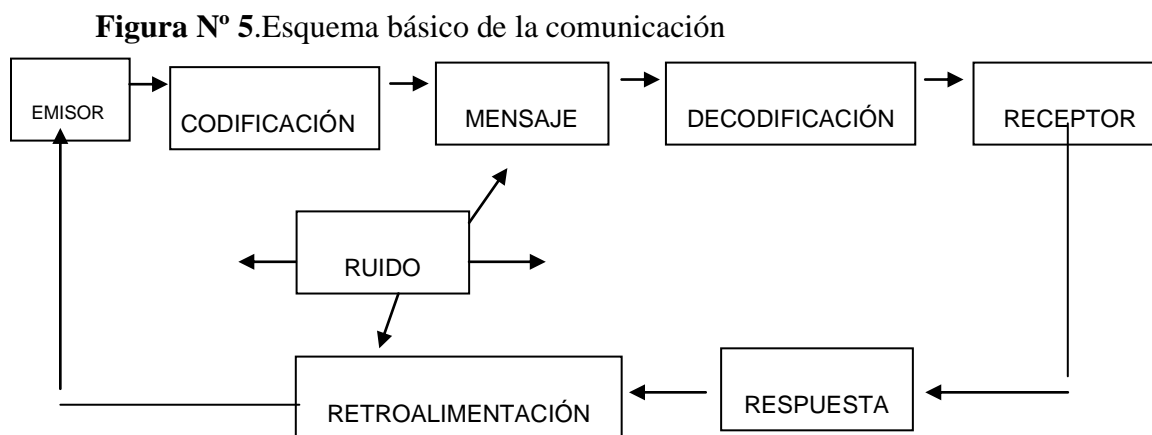 Figura Nº 5.Esquema básico de la comunicación
EMISOR
CODIFICACIÓN
MENSAJE
DECODIFICACIÓN
RECEPTOR
RUIDO
RETROALIMENTACIÓN
RESPUESTA